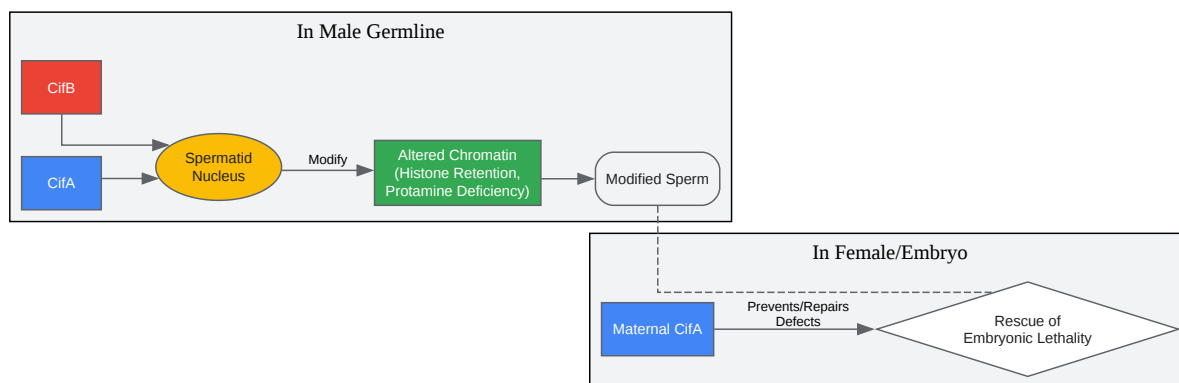 In Male Germline
CifB
CifA
Spermatid
Nucleus
Modify
Altered Chromatin
(Histone Retention,
Protamine Deficiency)
Modified Sperm
In Female/Embryo
Maternal CifA
Prevents/Repairs
Defects
Rescue of
Embryonic Lethality